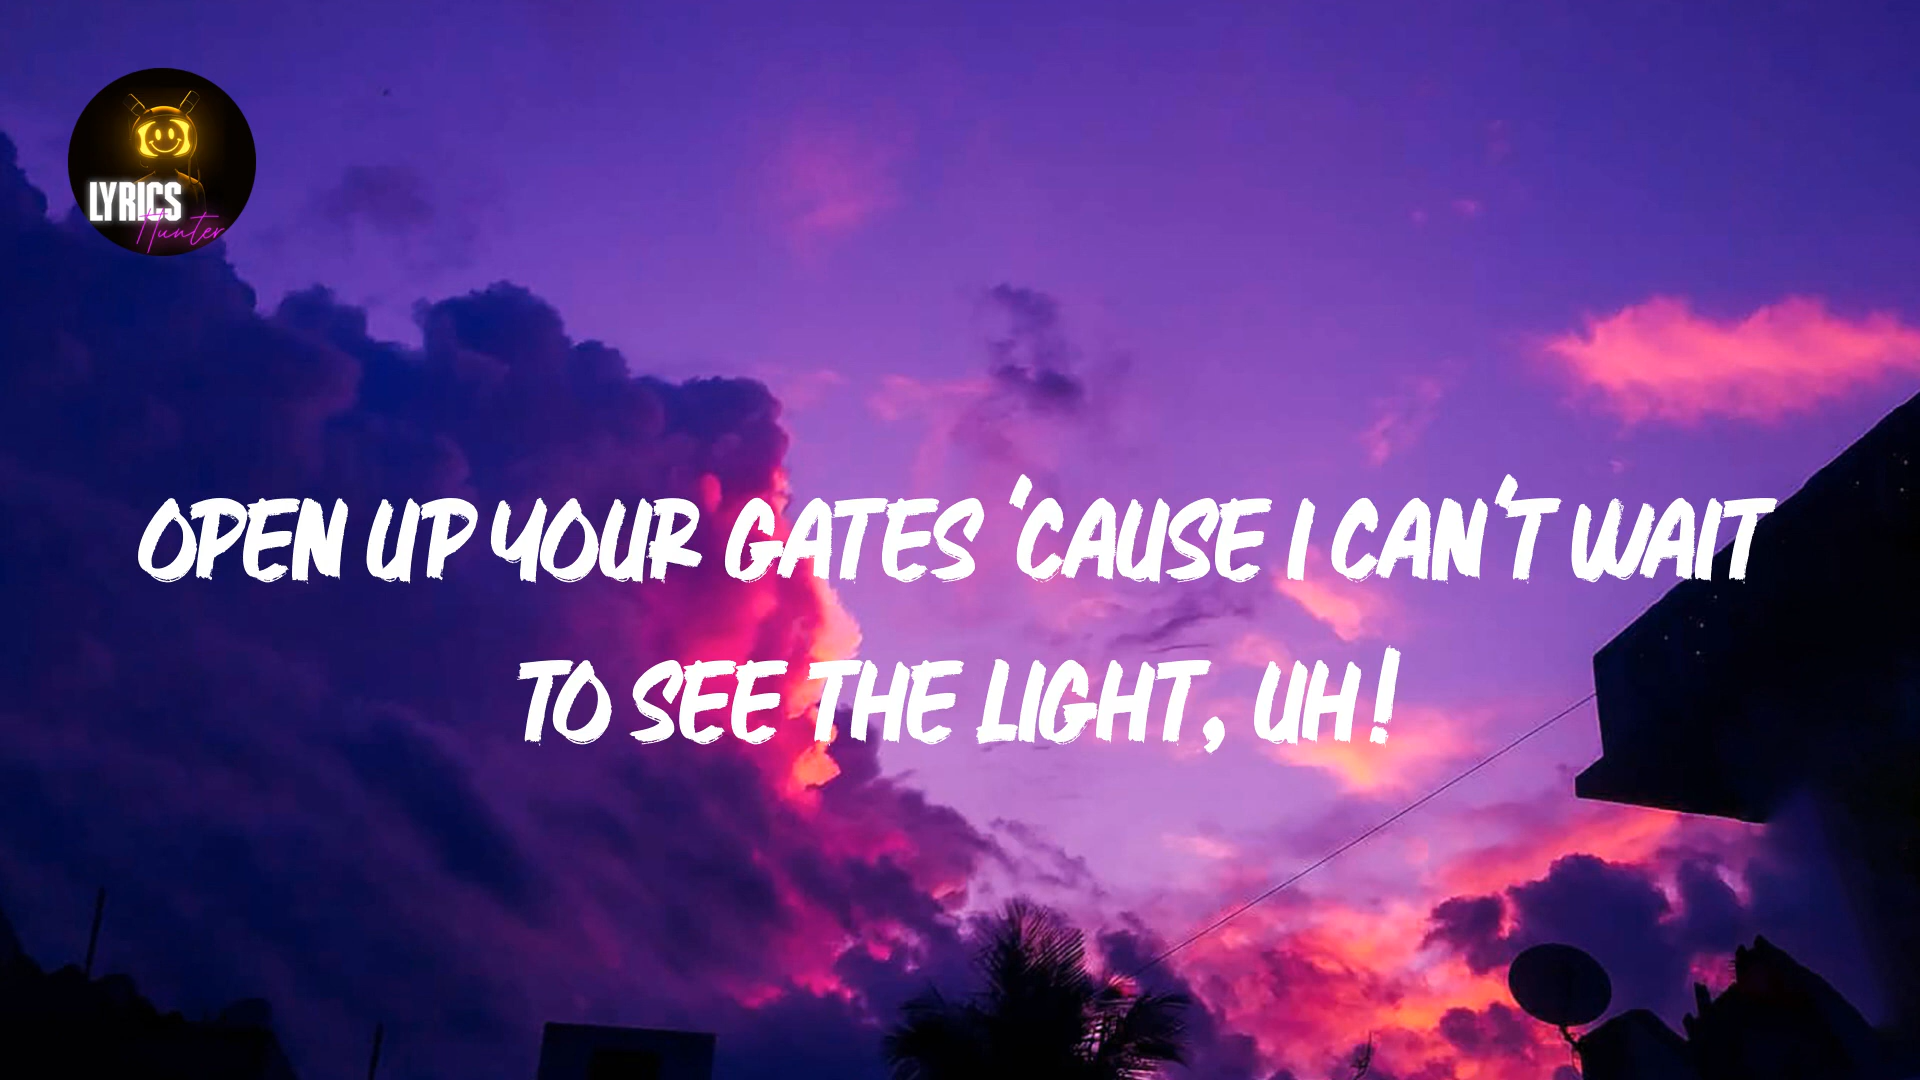 LYRICS
Hunter
OPEN UP YOUR GATES 'CAUSE I CAN'T WAIT
TO SEE THE LIGHT, UH!